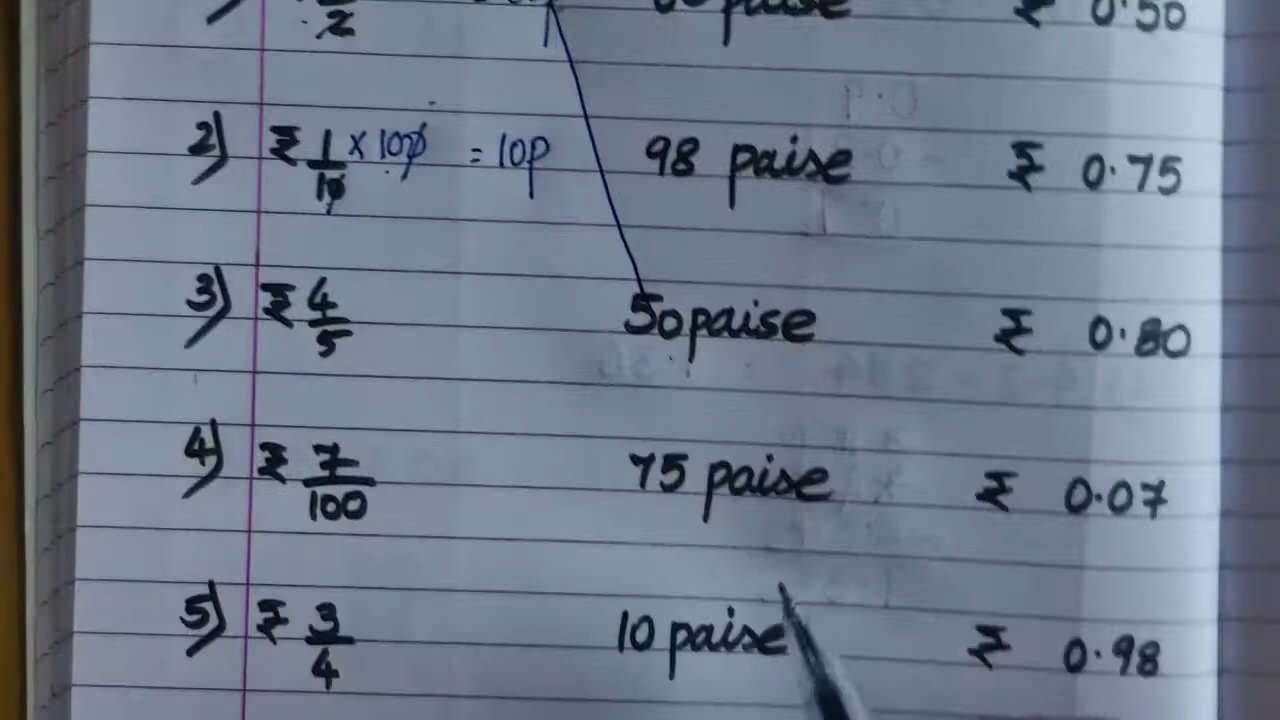 2 paise ₹ 0.50
2) ₹ 1/10 × 100 = 10p 98 paise ₹ 0.75
3) ₹ 4/5 50 paise ₹ 0.80
4) ₹ 7/100 75 paise ₹ 0.07
5) ₹ 3/4 10 paise ₹ 0.98